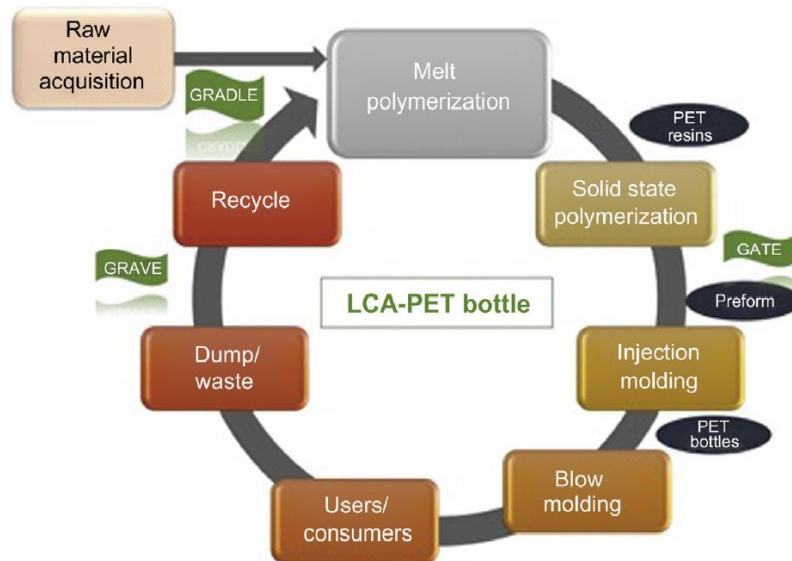 Raw
material
acquisition
GRADLE
Melt
polymerization
PET
resins
Recycle
Solid state
polymerization
GRAVE
GATE
LCA-PET bottle
Preform
Dump/
waste
Injection
molding
PET
bottles
Users/
consumers
Blow
molding